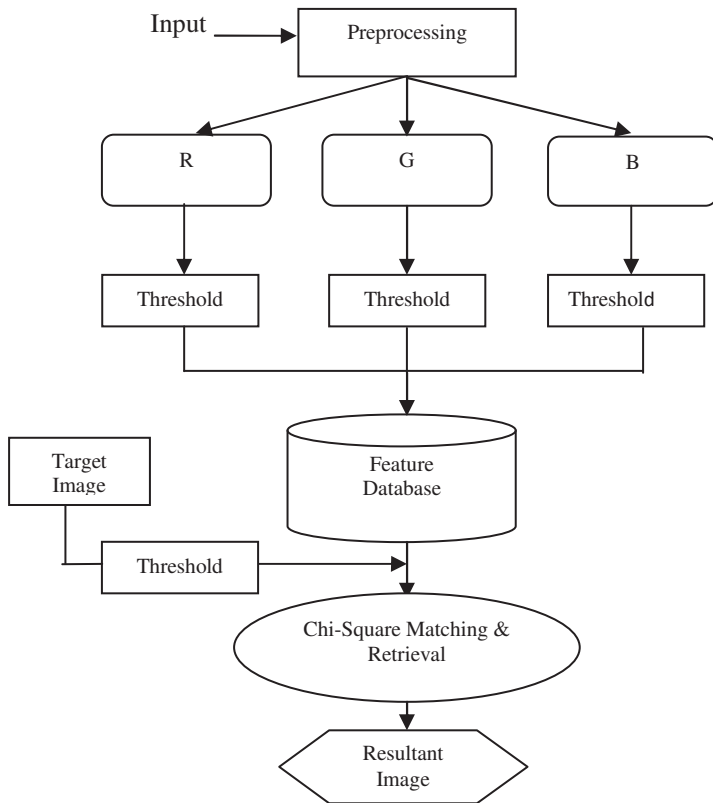 Input
Preprocessing
R
G
B
Threshold
Threshold
Threshold
Feature
Database
Target
Image
Threshold
Chi-Square Matching &
Retrieval
Resultant
Image